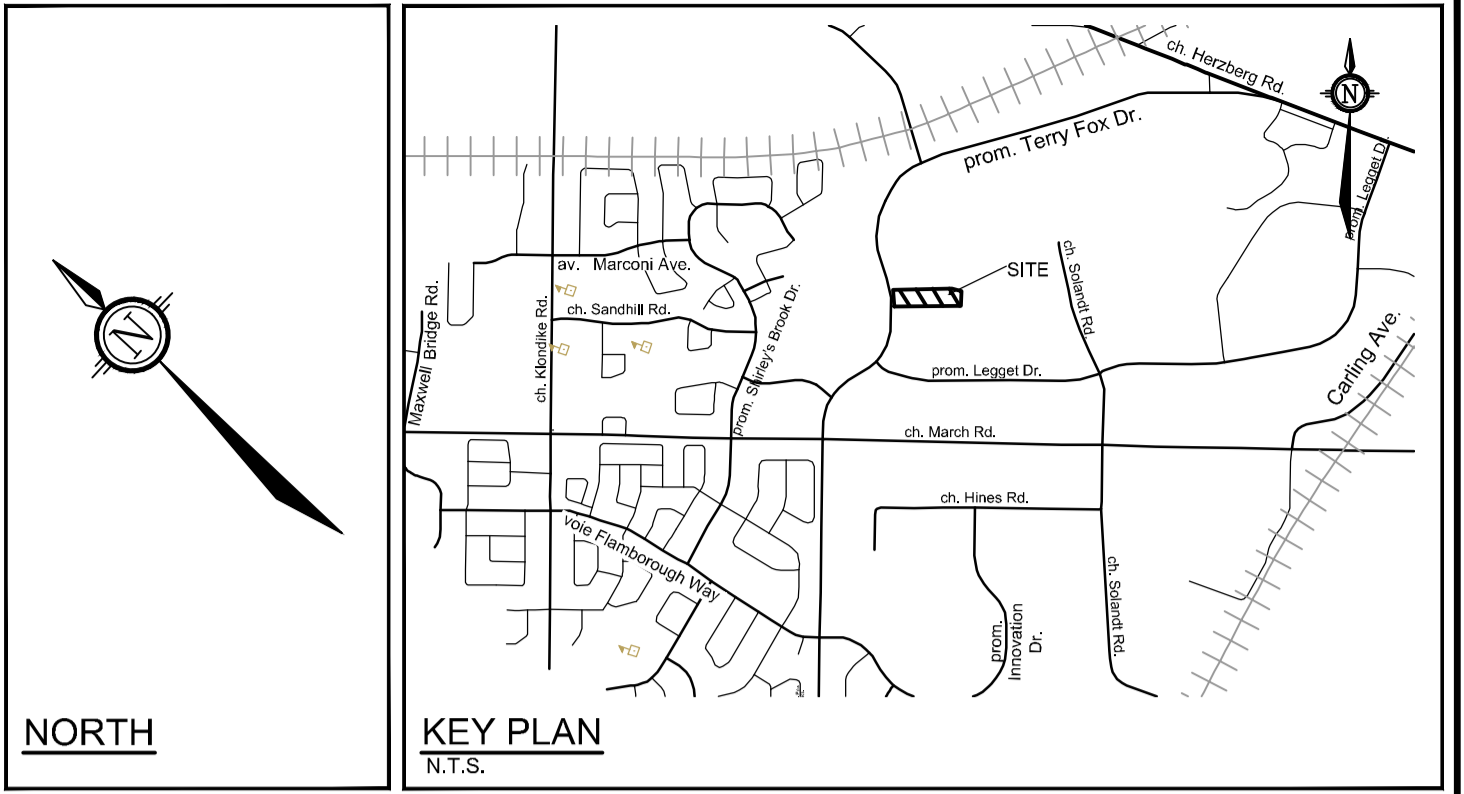 N
NORTH
ch. Herzberg Rd.
N
prom. Terry Fox Dr.
prom. Legget D
av. Marconi Ave.
ch. Sandhill Rd.
ch. Klondike Rd.
Maxwell Bridge Rd.
prom. Shirley's Brook Dr.
SITE
ch. Solandt Rd.
prom. Legget Dr.
Carling Ave.
ch. March Rd.
ch. Hines Rd.
voie Flamborough Way
prom.
Innovation
Dr.
ch. Solandt Rd.
KEY PLAN
N.T.S.